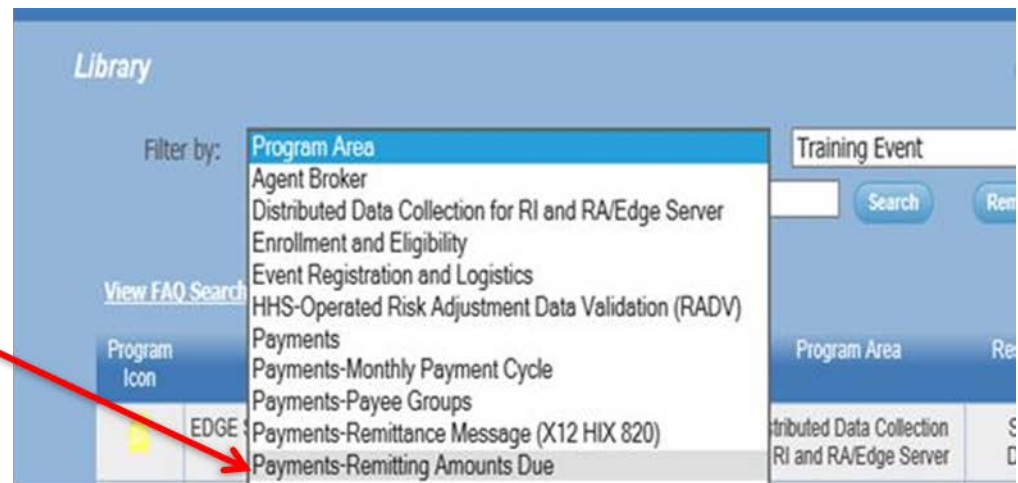 Library
Filter by: Program Area Training Event
Agent Broker
Distributed Data Collection for RI and RA/Edge Server Search
Enrollment and Eligibility
Event Registration and Logistics
View FAQ Search
HHS-Operated Risk Adjustment Data Validation (RADV)
Payments
Program Icon Program Area
Payments-Monthly Payment Cycle
Payments-Payee Groups
EDGE Payments-Remittance Message (X12 HIX 820) Data Collection
Payments-Remitting Amounts Due RI and RA/Edge Server